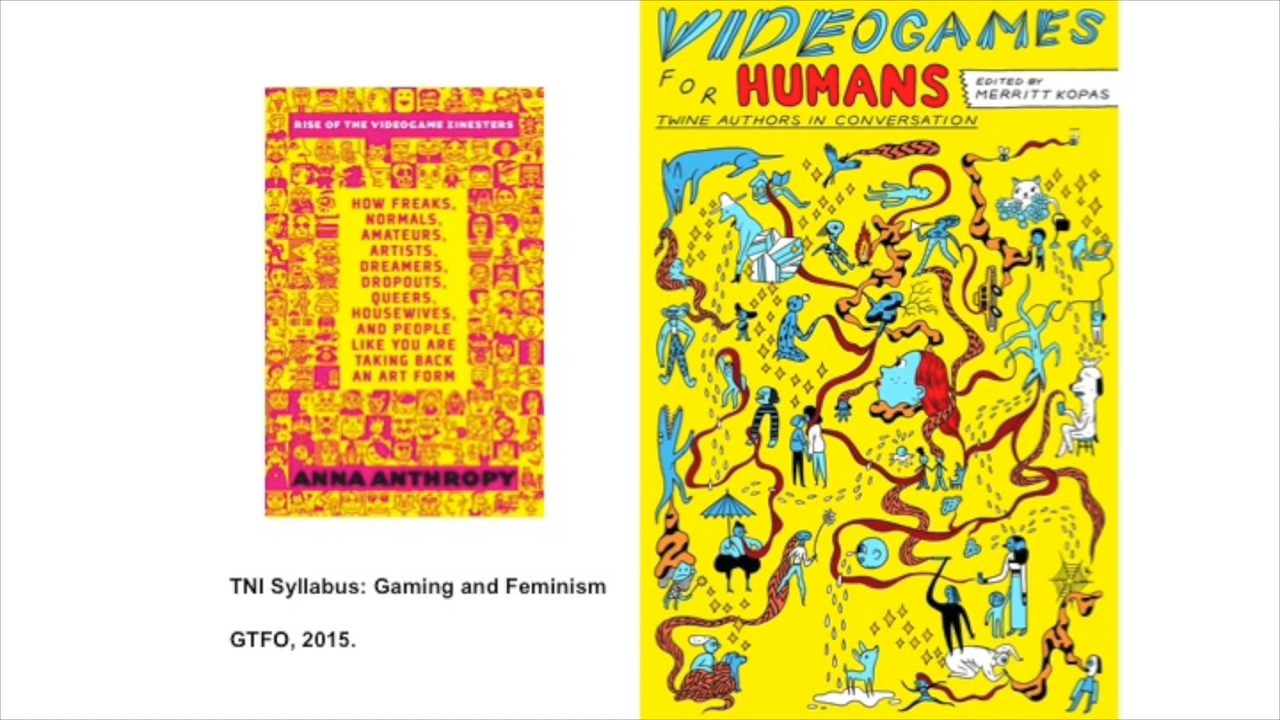 RISE OF THE VIDEOGAME ZINESTERS
HOW FREAKS,
NORMALS,
AMATEURS,
ARTISTS,
DREAMERS,
DROPOUTS,
QUEERS,
HOUSEWIVES,
AND PEOPLE
LIKE YOU ARE
TAKING BACK
AN ART FORM
ANNA ANTHROPY
TNI Syllabus: Gaming and Feminism
GTFO, 2015.
VIDEOGAMES
FOR HUMANS
EDITED BY
MERRITT KOPAS
TWINE AUTHORS IN CONVERSATION